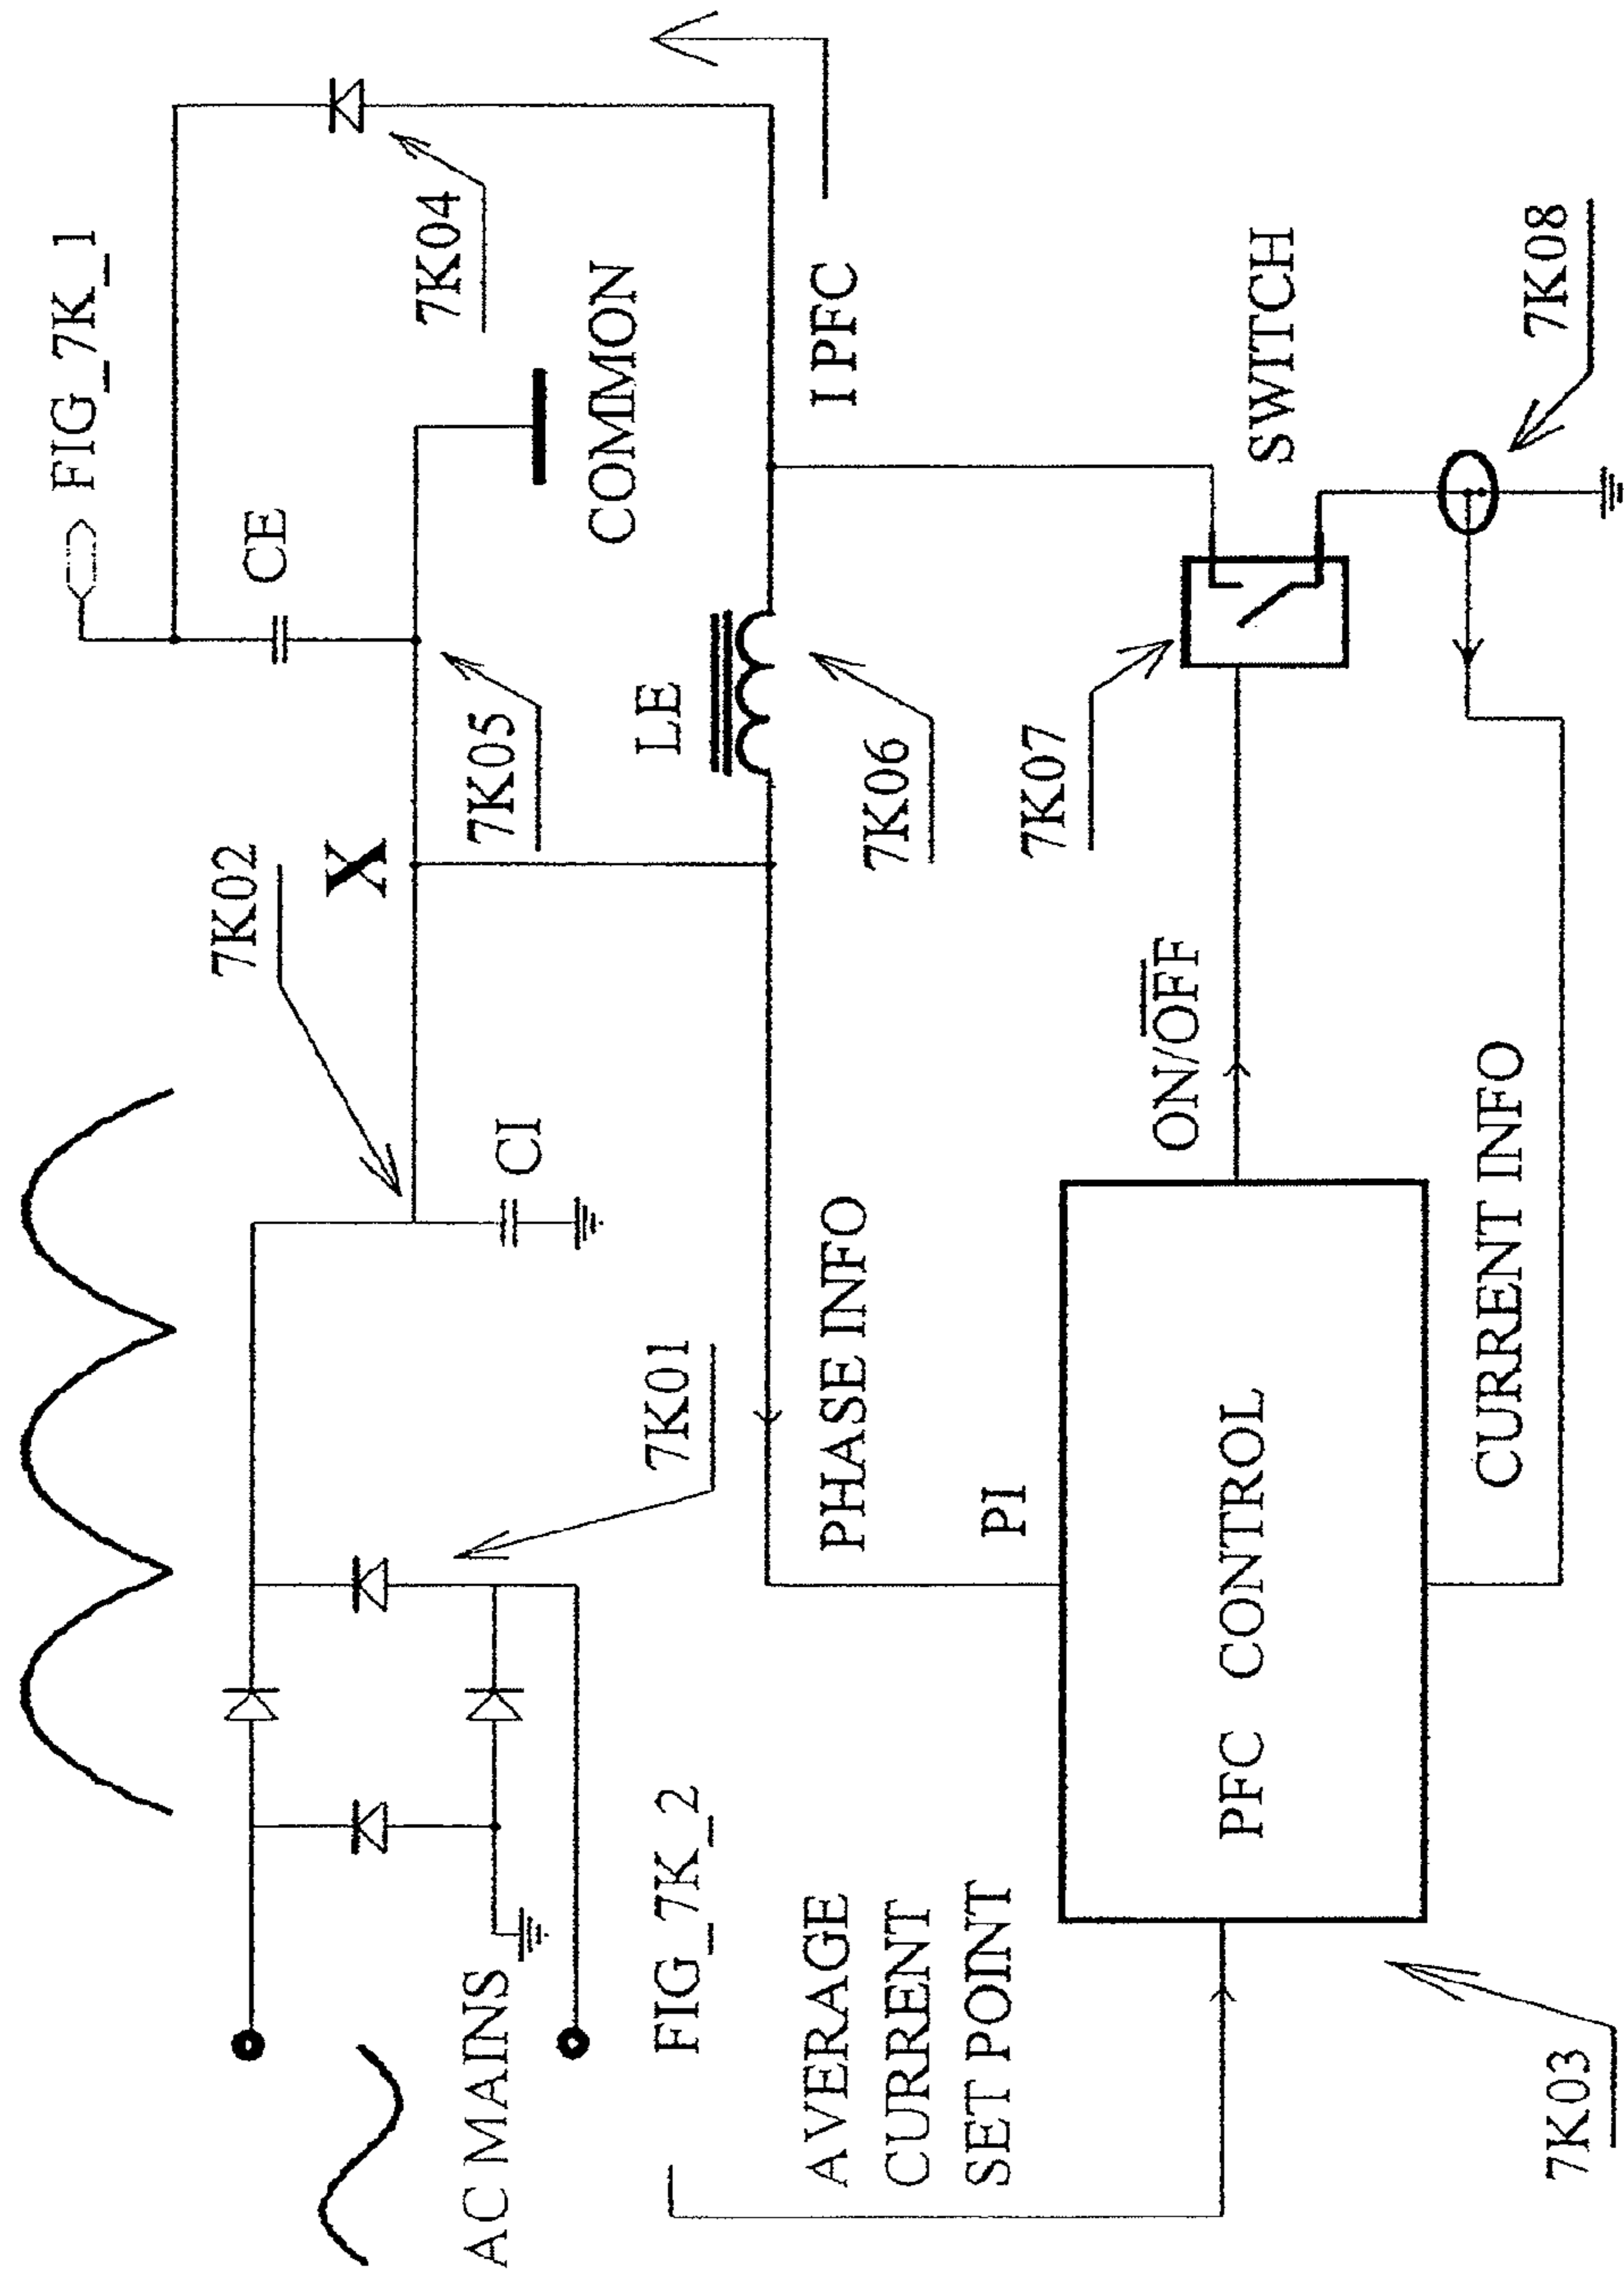 FIG_7K_1
CE
7K04
COMMON
7K05
X
7K02
CI
LE
7K06
I PFC
7K01
AC MAINS
FIG_7K_2
PHASE INFO
PI
7K07
SWITCH
ON/OFF
AVERAGE
CURRENT
SET POINT
PFC CONTROL
CURRENT INFO
7K08
7K03